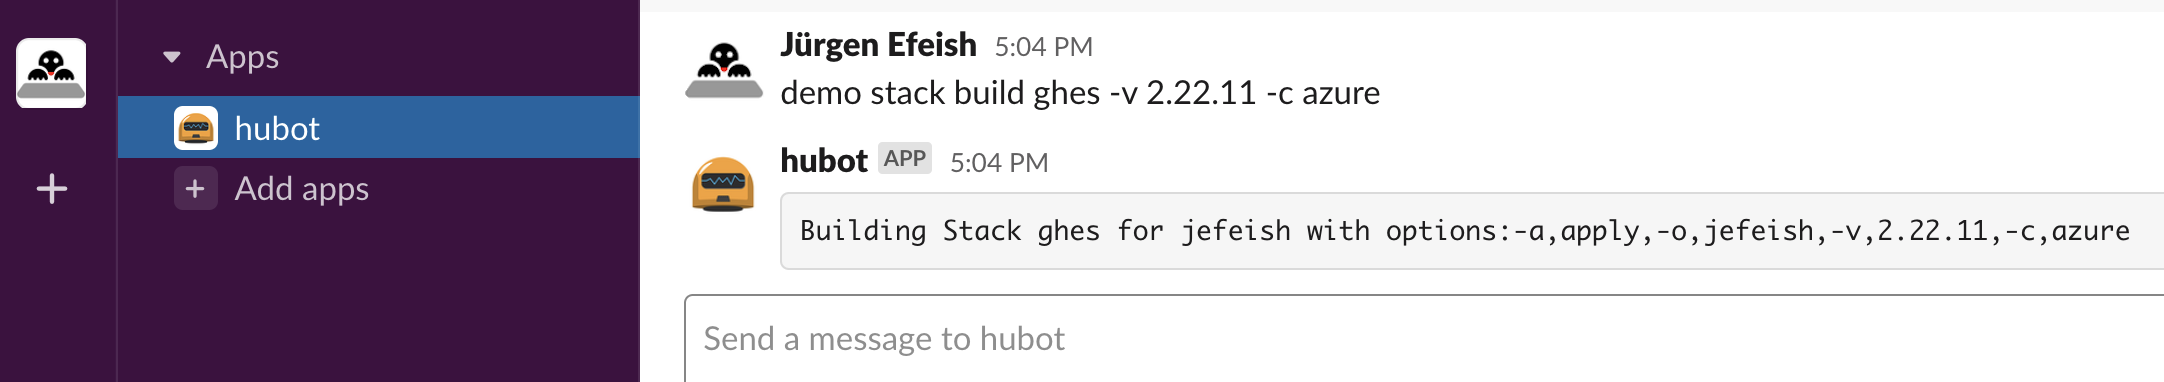 Apps
hubot
Add apps
Jürgen Efeish 5:04 PM
demo stack build ghes -v 2.22.11 -c azure
hubot APP 5:04 PM
Building Stack ghes for jefeish with options:-a,apply,-o,jefeish,-v,2.22.11,-c,azure
Send a message to hubot